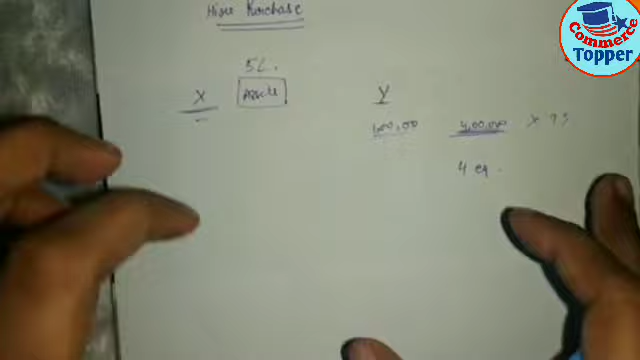 Hire Purchase
5L.
X Asset Y
1,00,000 4,00,000
4 eq.
Commerce
Topper